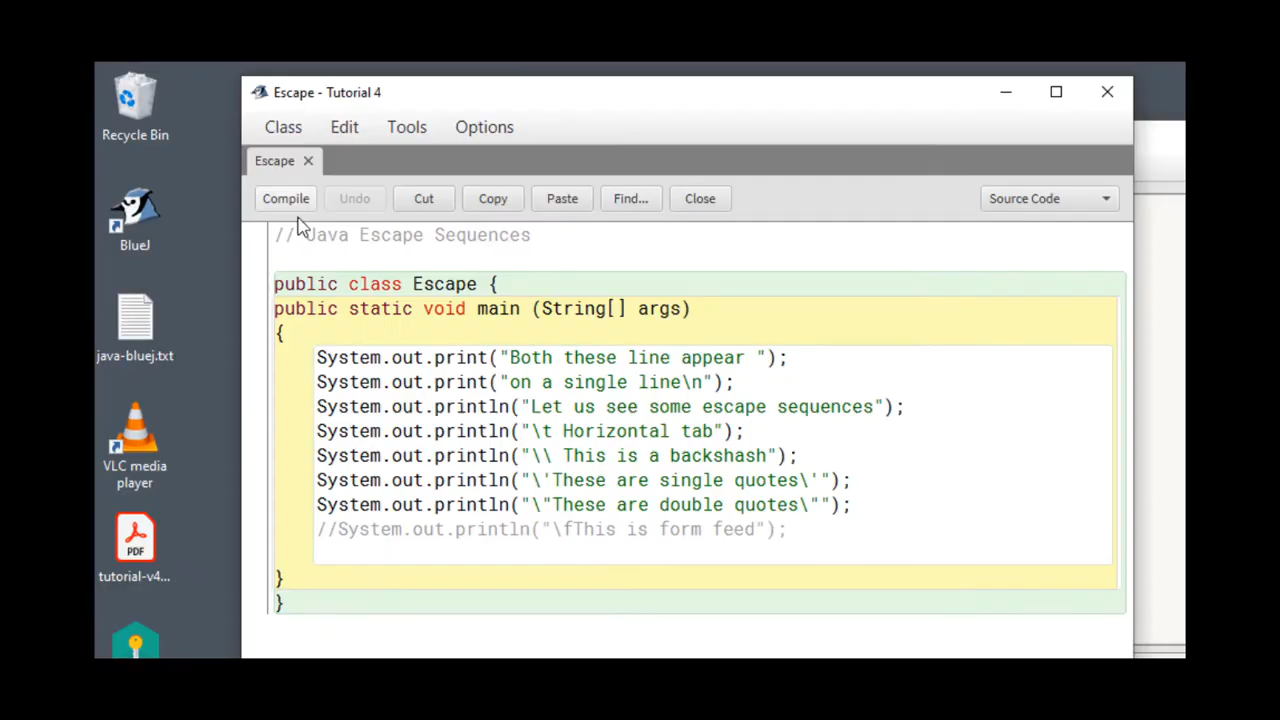 Recycle Bin
BlueJ
java-bluej.txt
VLC media
player
PDF
tutorial-v4...
Escape - Tutorial 4
Class Edit Tools Options
Escape
Compile Undo Cut Copy Paste Find... Close Source Code
// Java Escape Sequences
public class Escape {
public static void main (String[] args)
{
System.out.print("Both these line appear ");
System.out.print("on a single line\n");
System.out.println("Let us see some escape sequences");
System.out.println("\t Horizontal tab");
System.out.println("\\ This is a backshash");
System.out.println("\'These are single quotes\'");
System.out.println("\"These are double quotes\"");
//System.out.println("\fThis is form feed");
}
}